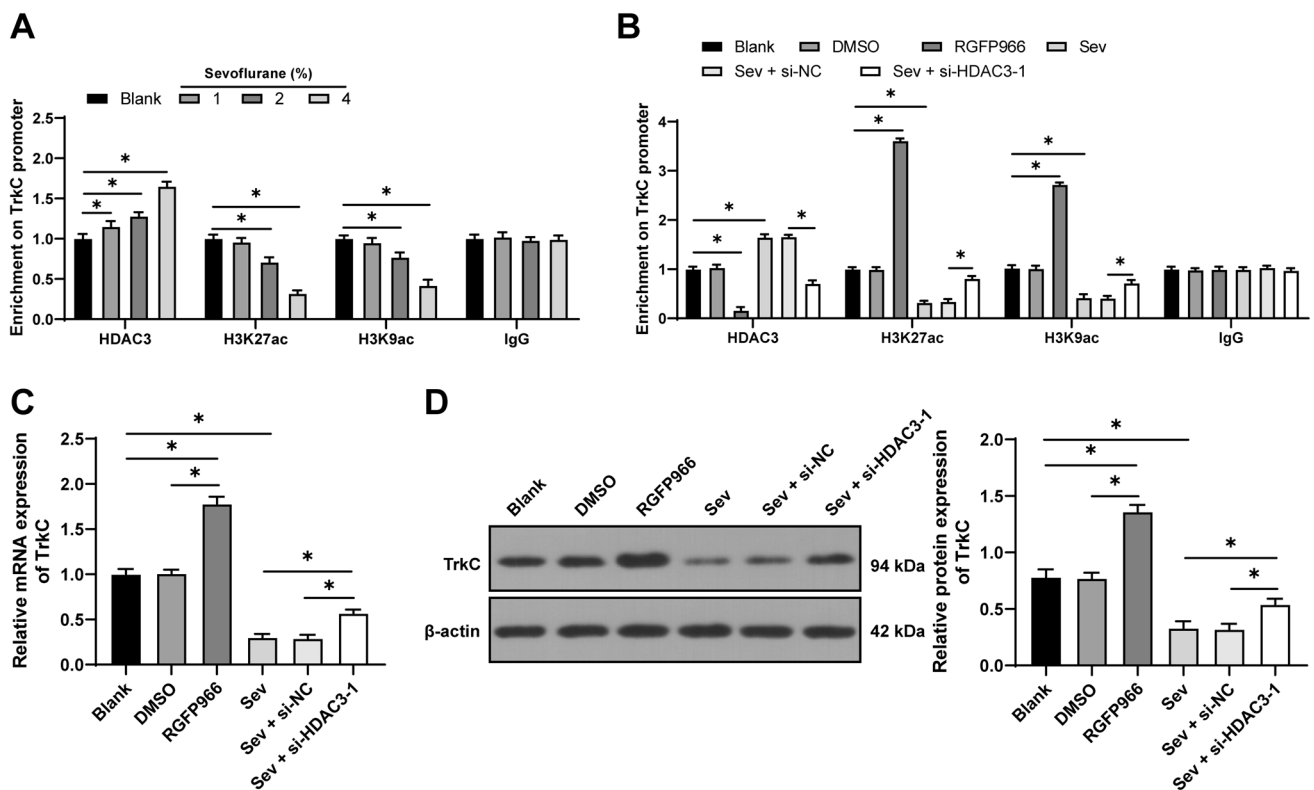 A
Sevoflurane (%)
Blank 1 2 4
Enrichment on TrkC promoter
2.5
2.0
1.5
1.0
0.5
0.0
* * *
* *
* *
HDAC3 H3K27ac H3K9ac IgG
B
Blank DMSO RGFP966 Sev
Sev + si-NC Sev + si-HDAC3-1
Enrichment on TrkC promoter
4
3
2
1
0
* * *
* * *
* * *
HDAC3 H3K27ac H3K9ac IgG
C
Relative mRNA expression
of TrkC
2.5
2.0
1.5
1.0
0.5
0.0
* * *
* *
Blank
DMSO
RGFP966
Sev
Sev + si-NC
Sev + si-HDAC3-1
D
Blank
DMSO
RGFP966
Sev
Sev + si-NC
Sev + si-HDAC3-1
TrkC 94 kDa
β-actin 42 kDa
Relative protein expression
of TrkC
2.0
1.5
1.0
0.5
0.0
* * *
* *
Blank
DMSO
RGFP966
Sev
Sev + si-NC
Sev + si-HDAC3-1